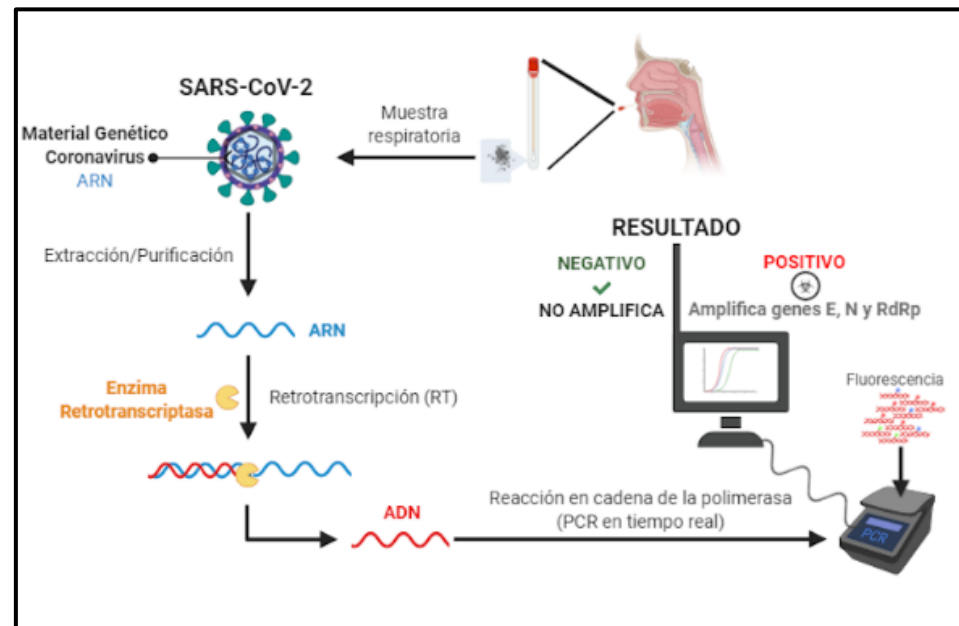 SARS-CoV-2
Material Genético
Coronavirus
ARN
Muestra
respiratoria
Extracción/Purificación
ARN
Enzima
Retrotranscriptasa
Retrotranscripción (RT)
ADN
Reacción en cadena de la polimerasa
(PCR en tiempo real)
RESULTADO
NEGATIVO
NO AMPLIFICA
POSITIVO
Amplifica genes E, N y RdRp
Fluorescencia
PCR